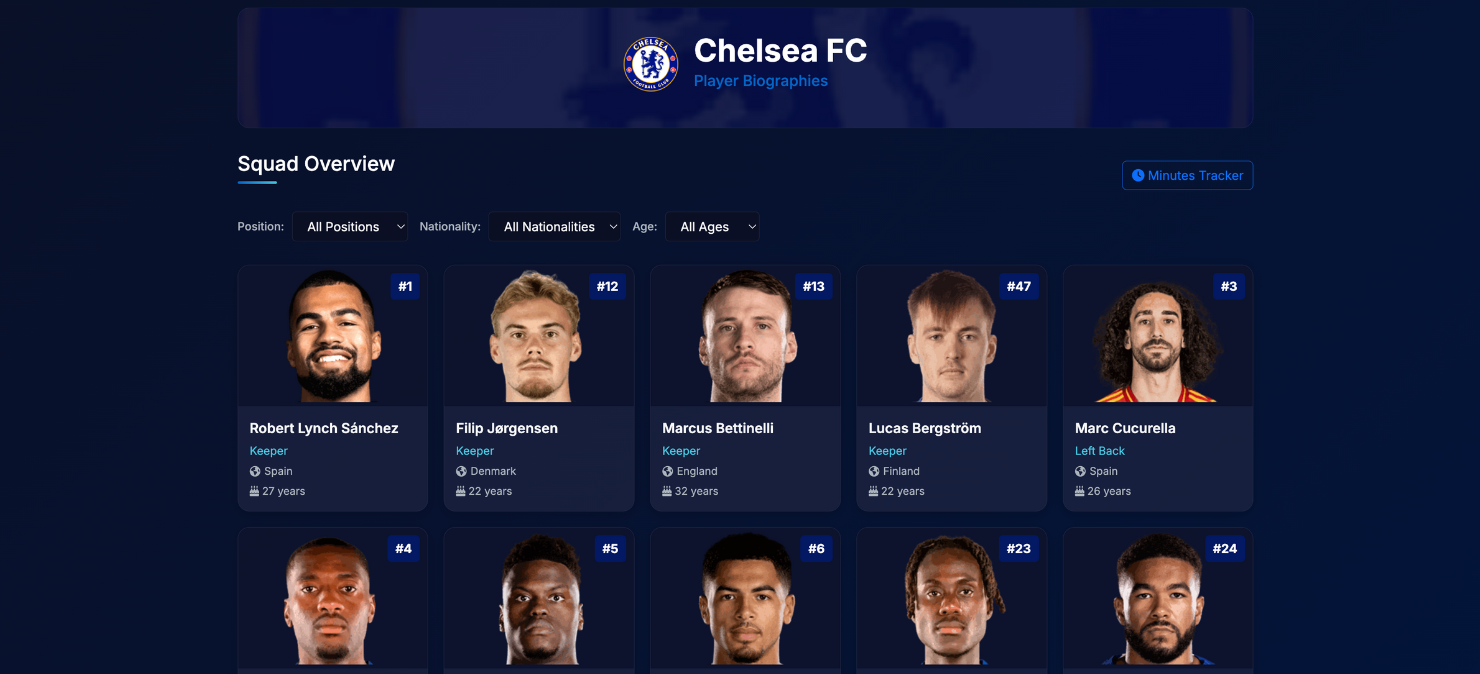 CHELSEA
FOOTBALL CLUB
Chelsea FC
Player Biographies
Squad Overview
Minutes Tracker
Position: All Positions Nationality: All Nationalities Age: All Ages
#1 #12 #13 #47 #3
Robert Lynch Sánchez Filip Jørgensen Marcus Bettinelli Lucas Bergström Marc Cucurella
Keeper Keeper Keeper Keeper Left Back
Spain Denmark England Finland Spain
27 years 22 years 32 years 22 years 26 years
#4 #5 #6 #23 #24